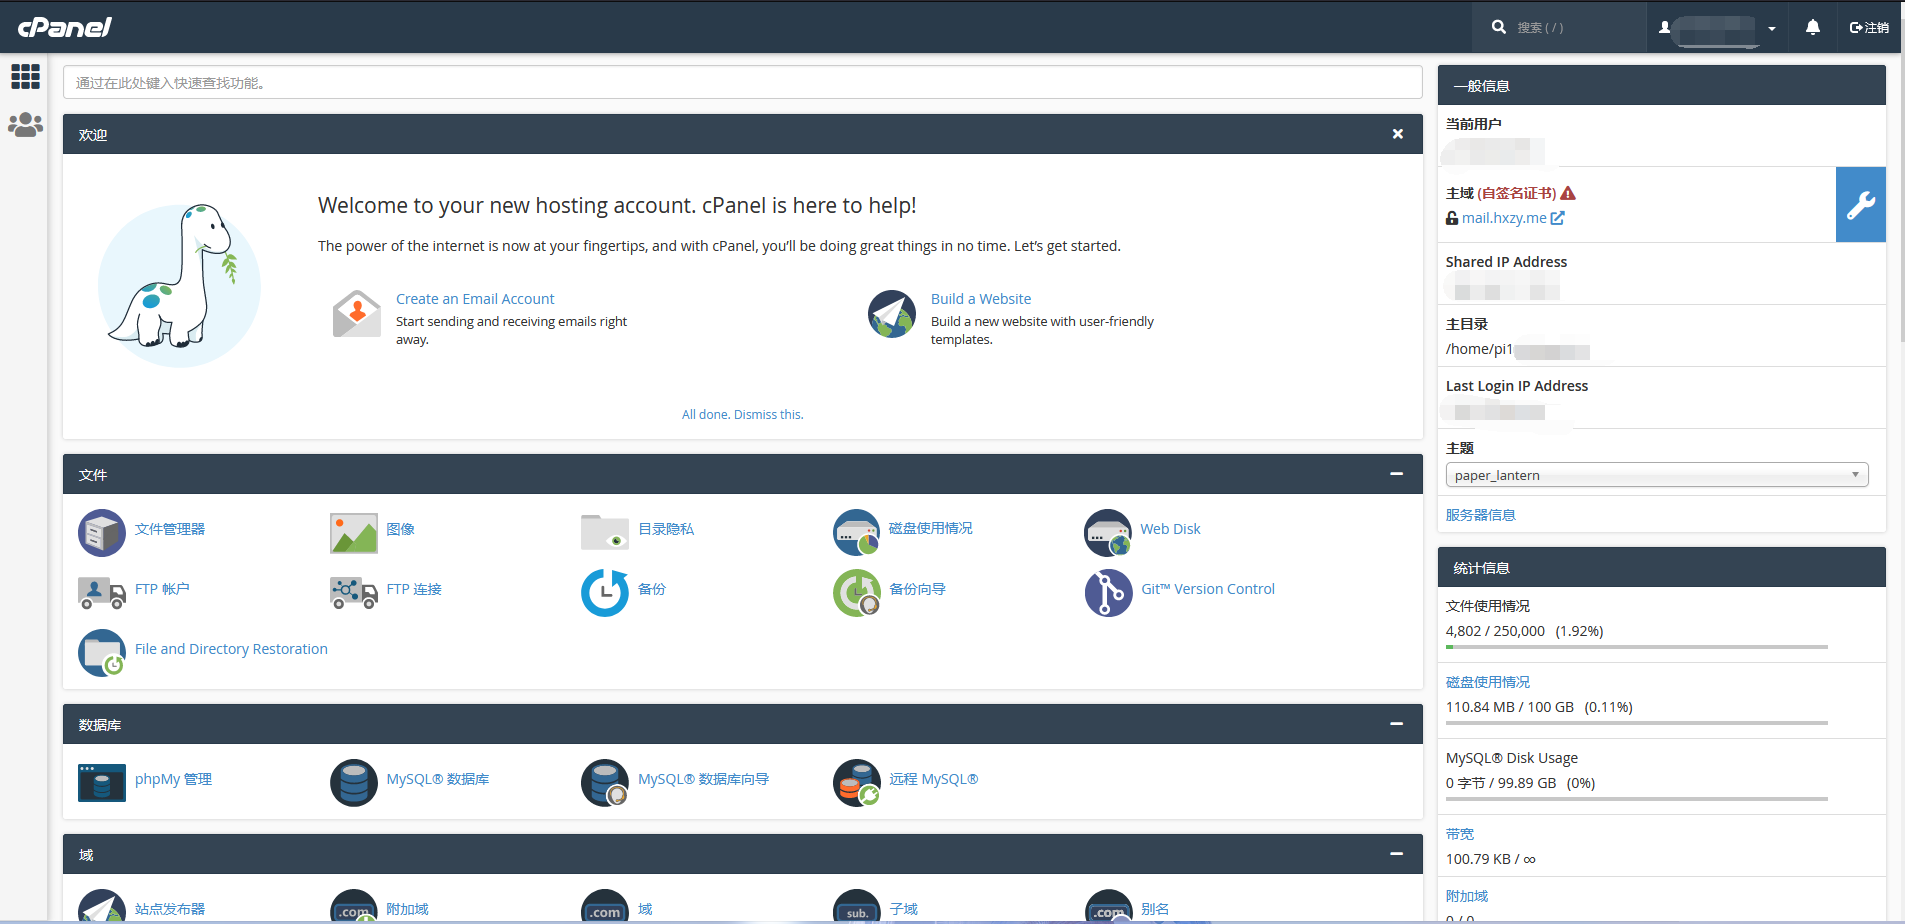 cPanel
搜索 ( / )
注销
通过在此处键入快速查找功能。
欢迎
Welcome to your new hosting account. cPanel is here to help!
The power of the internet is now at your fingertips, and with cPanel, you’ll be doing great things in no time. Let’s get started.
Create an Email Account
Start sending and receiving emails right
away.
Build a Website
Build a new website with user-friendly
templates.
All done. Dismiss this.
文件
文件管理器
图像
目录隐私
磁盘使用情况
Web Disk
FTP 帐户
FTP 连接
备份
备份向导
Git™ Version Control
File and Directory Restoration
数据库
phpMy 管理
MySQL® 数据库
MySQL® 数据库向导
远程 MySQL®
域
站点发布器
.com
附加域
.com
域
sub.
子域
.com
别名
一般信息
当前用户
主域 (自签名证书)
mail.hxzy.me
Shared IP Address
主目录
/home/pi1
Last Login IP Address
主题
paper_lantern
服务器信息
统计信息
文件使用情况
4,802 / 250,000 (1.92%)
磁盘使用情况
110.84 MB / 100 GB (0.11%)
MySQL® Disk Usage
0 字节 / 99.89 GB (0%)
带宽
100.79 KB / ∞
附加域
0 / 0